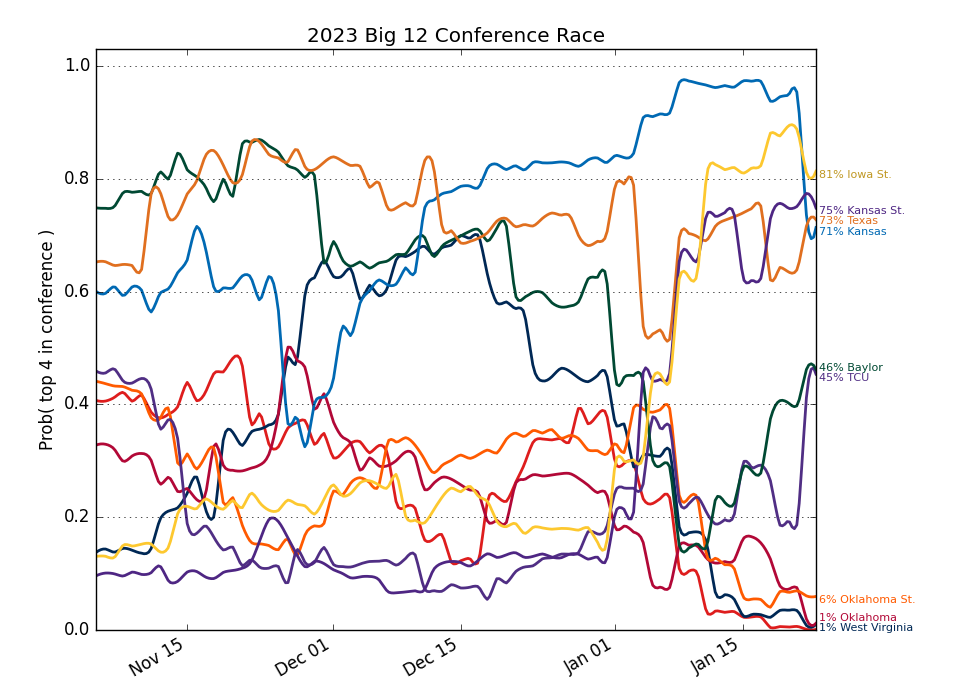 2023 Big 12 Conference Race
Prob( top 4 in conference )
1.0
0.8
0.6
0.4
0.2
0.0
Nov 15
Dec 01
Dec 15
Jan 01
Jan 15
81% Iowa St.
75% Kansas St.
73% Texas
71% Kansas
46% Baylor
45% TCU
6% Oklahoma St.
1% Oklahoma
1% West Virginia